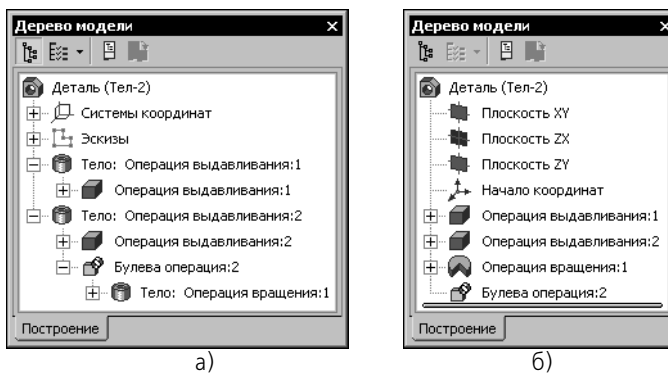 Дерево модели
Деталь (Тел-2)
Системы координат
Эскизы
Тело: Операция выдавливания:1
Операция выдавливания:1
Тело: Операция выдавливания:2
Операция выдавливания:2
Булева операция:2
Тело: Операция вращения:1
Построение
а)
Дерево модели
Деталь (Тел-2)
Плоскость XY
Плоскость ZX
Плоскость ZY
Начало координат
Операция выдавливания:1
Операция выдавливания:2
Операция вращения:1
Булева операция:2
Построение
б)